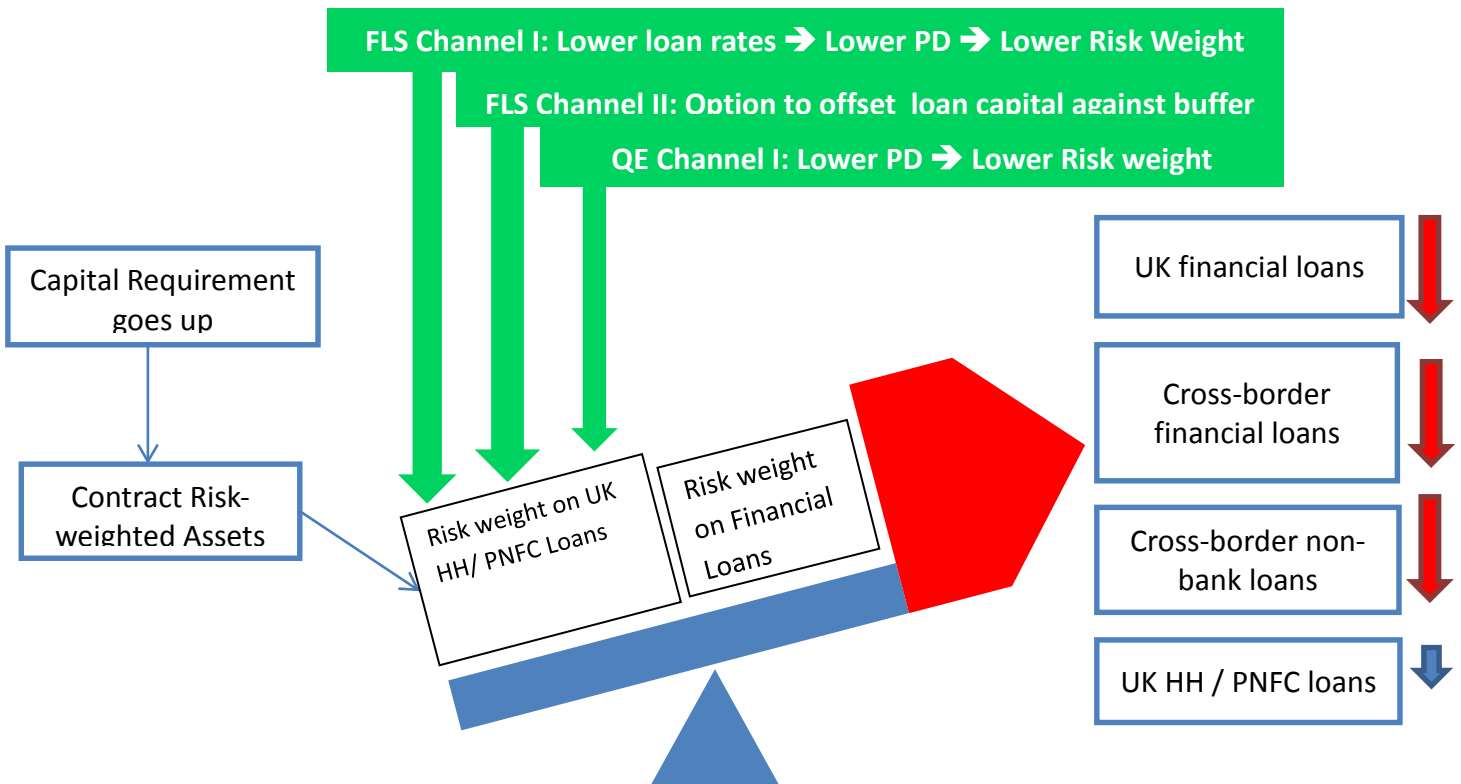 FLS Channel I: Lower loan rates ➔ Lower PD ➔ Lower Risk Weight
FLS Channel II: Option to offset loan capital against buffer
QE Channel I: Lower PD ➔ Lower Risk weight
Capital Requirement
goes up
Contract Risk-
weighted Assets
Risk weight on UK
HH/ PNFC Loans
Risk weight
on Financial
Loans
UK financial loans
Cross-border
financial loans
Cross-border non-
bank loans
UK HH / PNFC loans